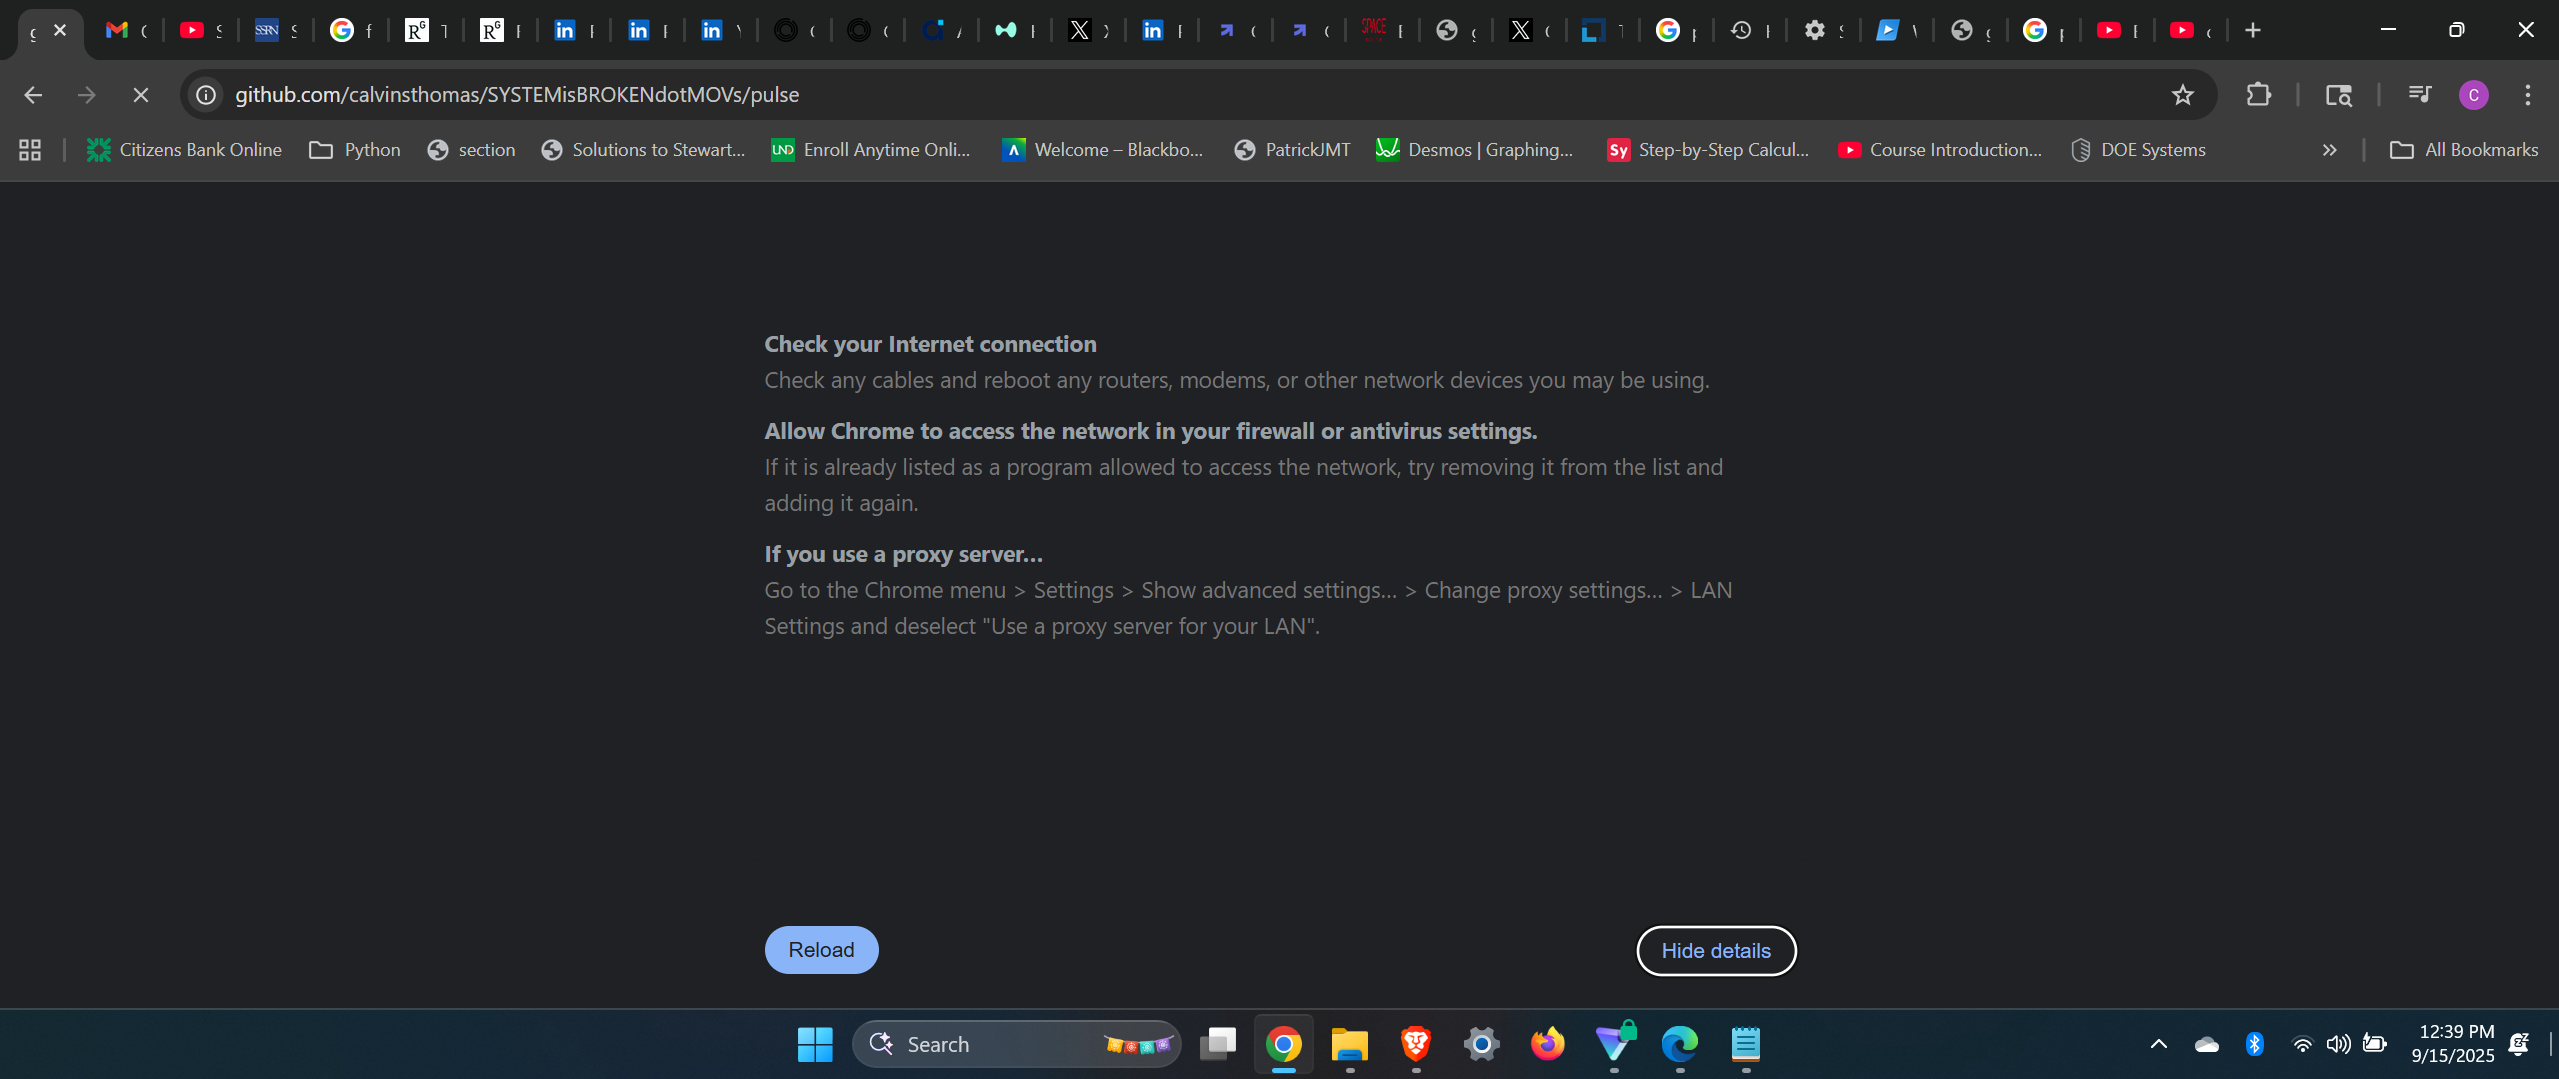 github.com/calvinsthomas/SYSTEMisBROKENdotMOVs/pulse
C
Citizens Bank Online
Python
section
Solutions to Stewart...
UND
Enroll Anytime Onli...
Welcome – Blackbo...
PatrickJMT
Desmos | Graphing...
Sy
Step-by-Step Calcul...
Course Introduction...
DOE Systems
All Bookmarks
Check your Internet connection
Check any cables and reboot any routers, modems, or other network devices you may be using.
Allow Chrome to access the network in your firewall or antivirus settings.
If it is already listed as a program allowed to access the network, try removing it from the list and
adding it again.
If you use a proxy server...
Go to the Chrome menu > Settings > Show advanced settings... > Change proxy settings... > LAN
Settings and deselect "Use a proxy server for your LAN".
Reload
Hide details
Search
12:39 PM
9/15/2025